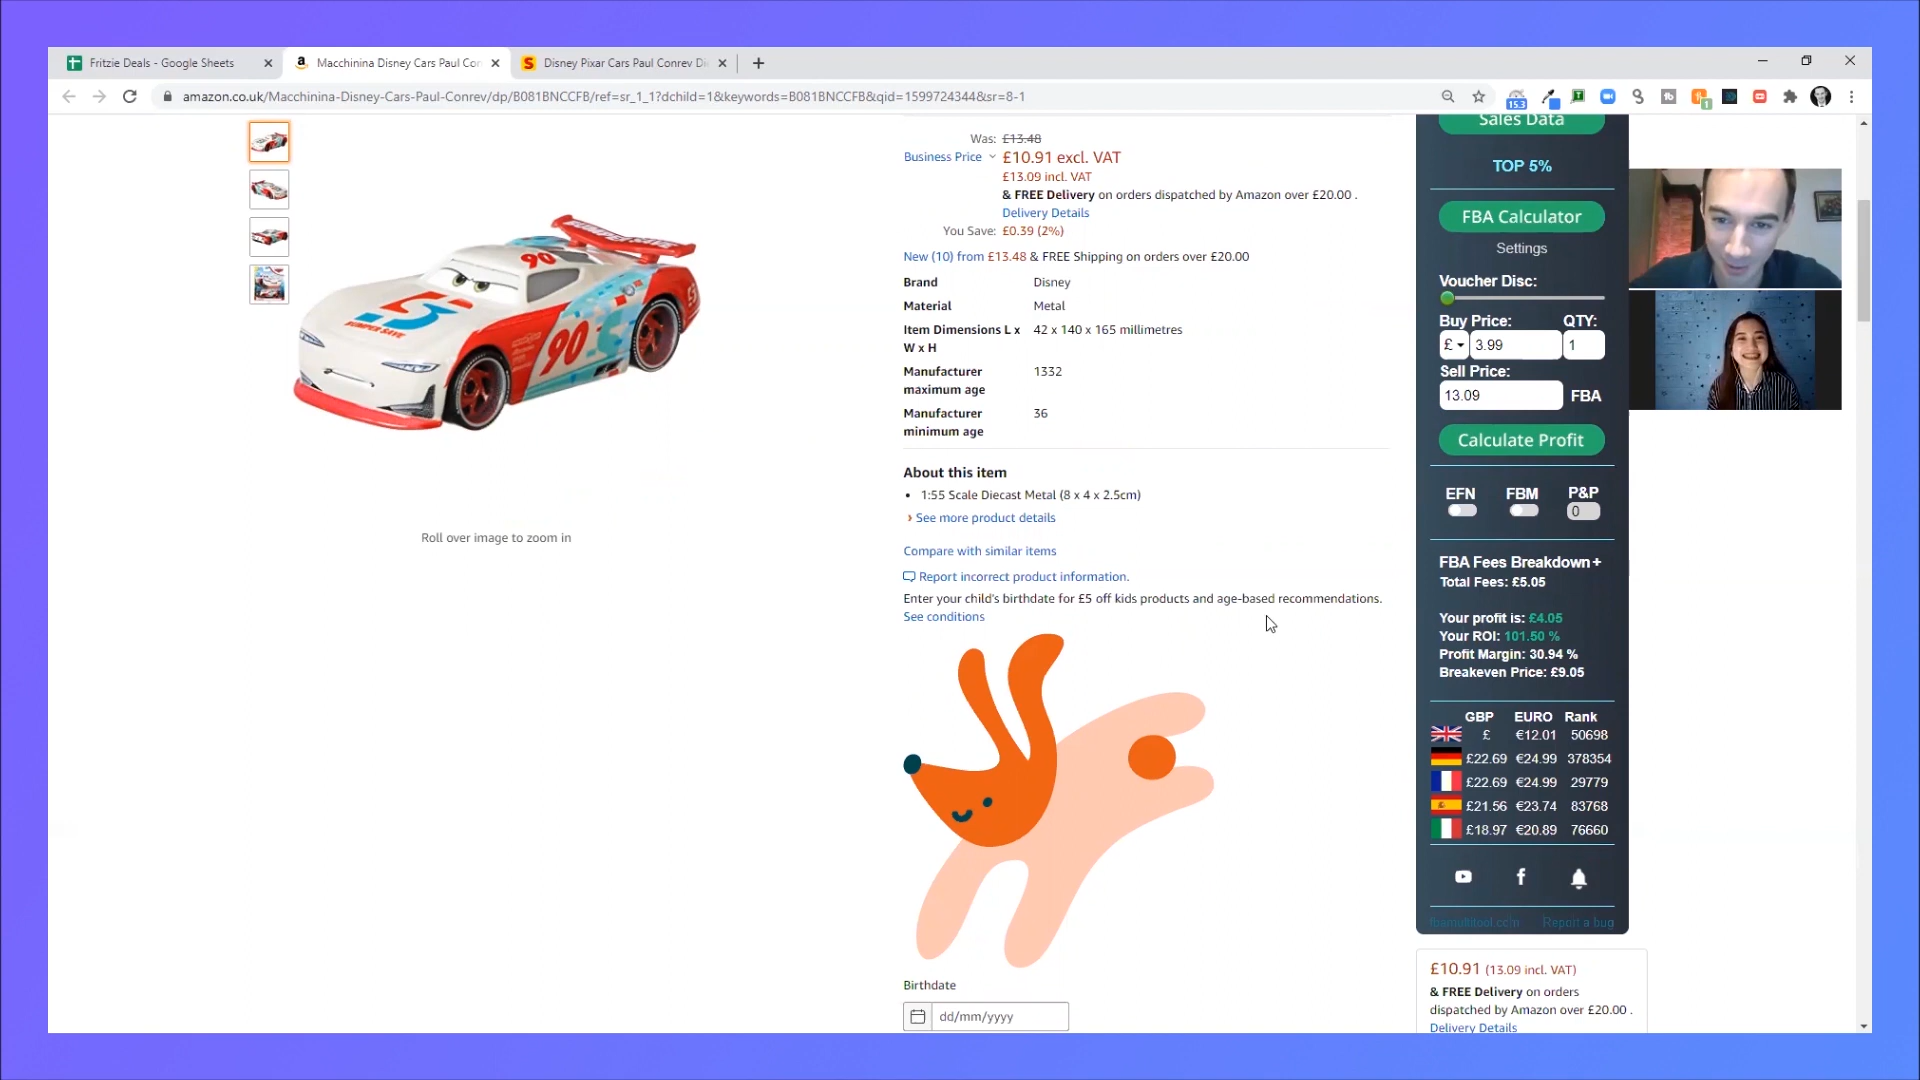 Fritzie Deals - Google Sheets
Macchinina Disney Cars Paul Con
Disney Pixar Cars Paul Conrev Di
amazon.co.uk/Macchinina-Disney-Cars-Paul-Conrev/dp/B081BNCCFB/ref=sr_1_1?dchild=1&keywords=B081BNCCFB&qid=1599724344&sr=8-1
15.3
1
Was: £13.48
Business Price £10.91 excl. VAT
£13.09 incl. VAT
& FREE Delivery on orders dispatched by Amazon over £20.00 .
Delivery Details
You Save: £0.39 (2%)
New (10) from £13.48 & FREE Shipping on orders over £20.00
Brand Disney
Material Metal
Item Dimensions L x 42 x 140 x 165 millimetres
W x H
Manufacturer 1332
maximum age
Manufacturer 36
minimum age
About this item
• 1:55 Scale Diecast Metal (8 x 4 x 2.5cm)
› See more product details
Compare with similar items
Report incorrect product information.
Enter your child's birthdate for £5 off kids products and age-based recommendations.
See conditions
Birthdate
dd/mm/yyyy
90
BUMPER SAVE
90
Roll over image to zoom in
Sales Data
TOP 5%
FBA Calculator
Settings
Voucher Disc:
Buy Price: QTY:
£ 3.99 1
Sell Price:
13.09 FBA
Calculate Profit
EFN FBM P&P
0
FBA Fees Breakdown+
Total Fees: £5.05
Your profit is: £4.05
Your ROI: 101.50 %
Profit Margin: 30.94 %
Breakeven Price: £9.05
GBP EURO Rank
£ €12.01 50698
£22.69 €24.99 378354
£22.69 €24.99 29779
£21.56 €23.74 83768
£18.97 €20.89 76660
fbamultitool.com Report a bug
£10.91 (13.09 incl. VAT)
& FREE Delivery on orders
dispatched by Amazon over £20.00 .
Delivery Details